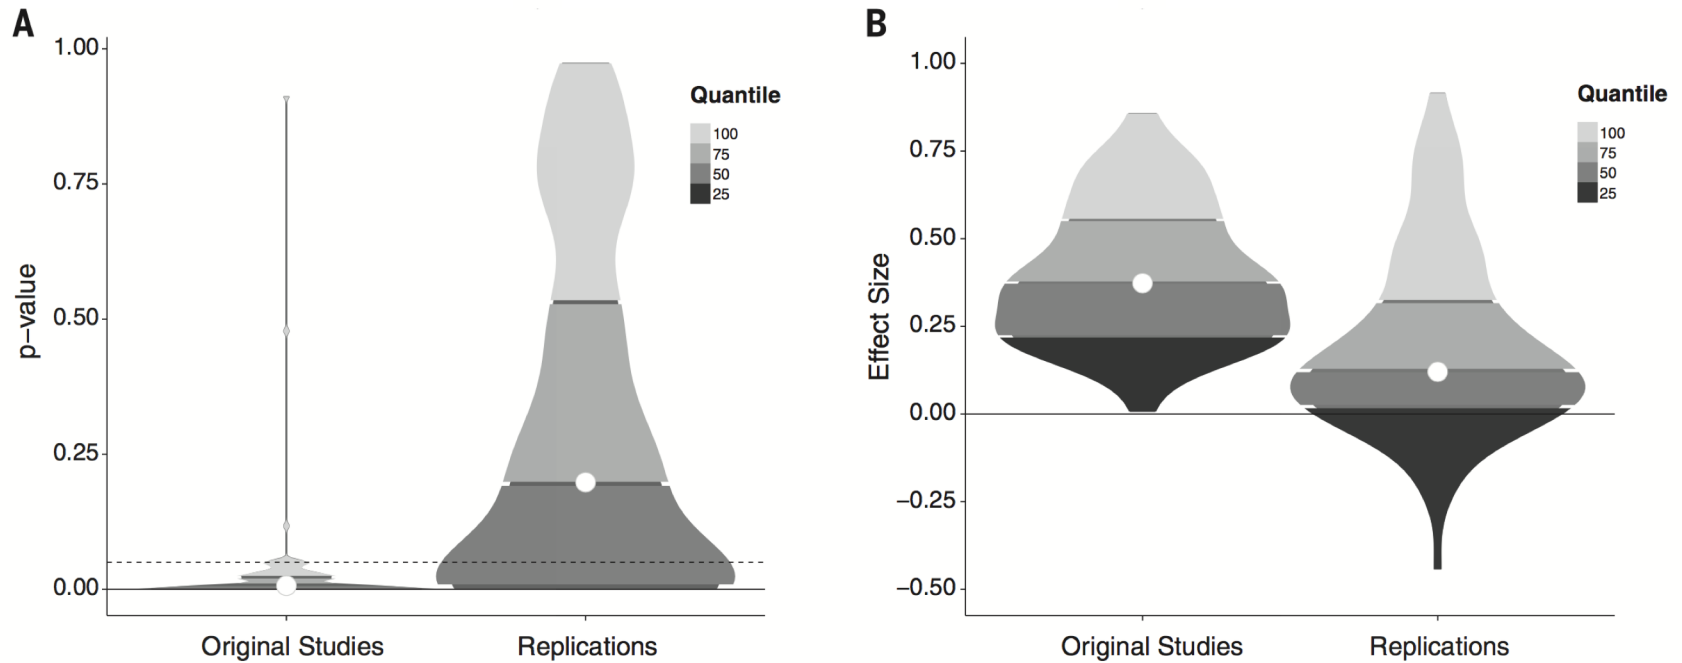 A
p-value
1.00
0.75
0.50
0.25
0.00
Original Studies
Replications
Quantile
100
75
50
25
B
Effect Size
1.00
0.75
0.50
0.25
0.00
−0.25
−0.50
Original Studies
Replications
Quantile
100
75
50
25